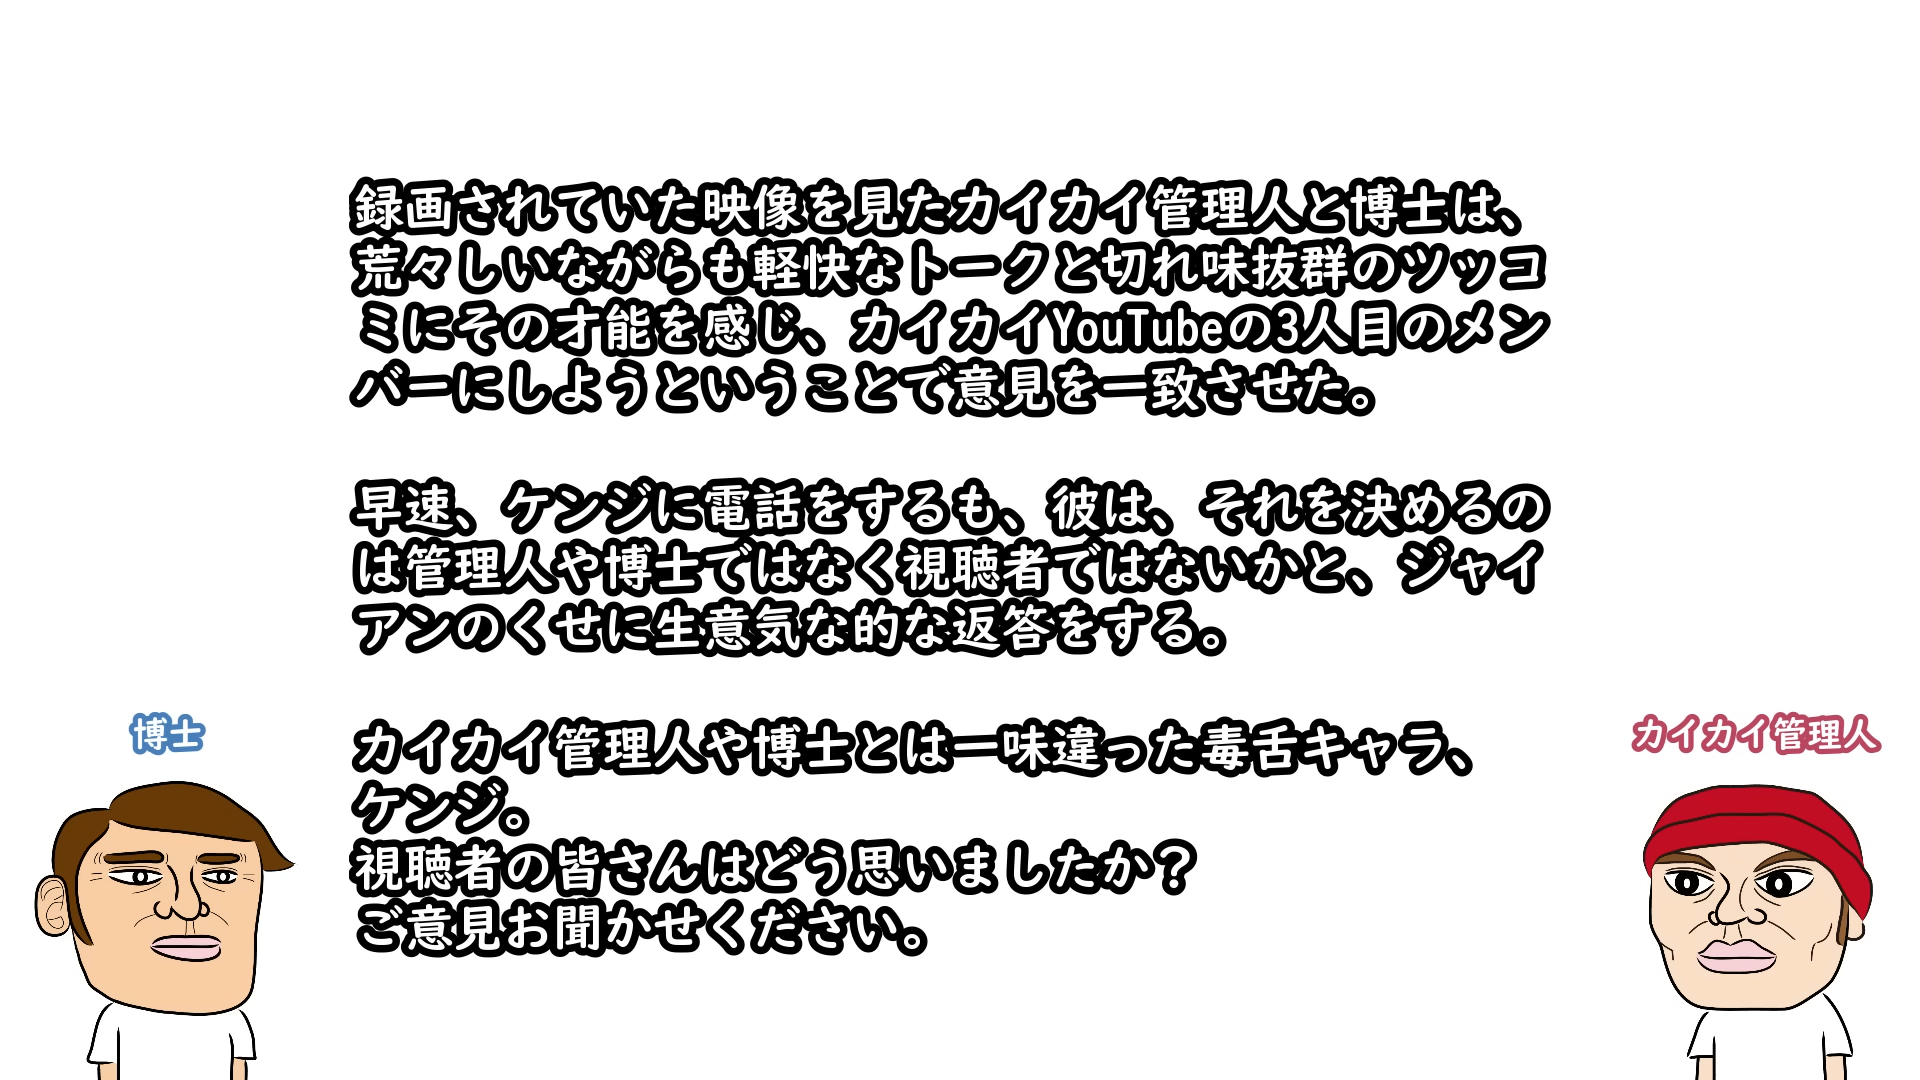 録画されていた映像を見たカイカイ管理人と博士は、
荒々しいながらも軽快なトークと切れ味抜群のツッコ
ミにその才能を感じ、カイカイYouTubeの3人目のメン
バーにしようということで意見を一致させた。
早速、ケンジに電話をするも、彼は、それを決めるの
は管理人や博士ではなく視聴者ではないかと、ジャイ
アンのくせに生意気な的な返答をする。
カイカイ管理人や博士とは一味違った毒舌キャラ、
ケンジ。
視聴者の皆さんはどう思いましたか？
ご意見お聞かせください。
博士
カイカイ管理人